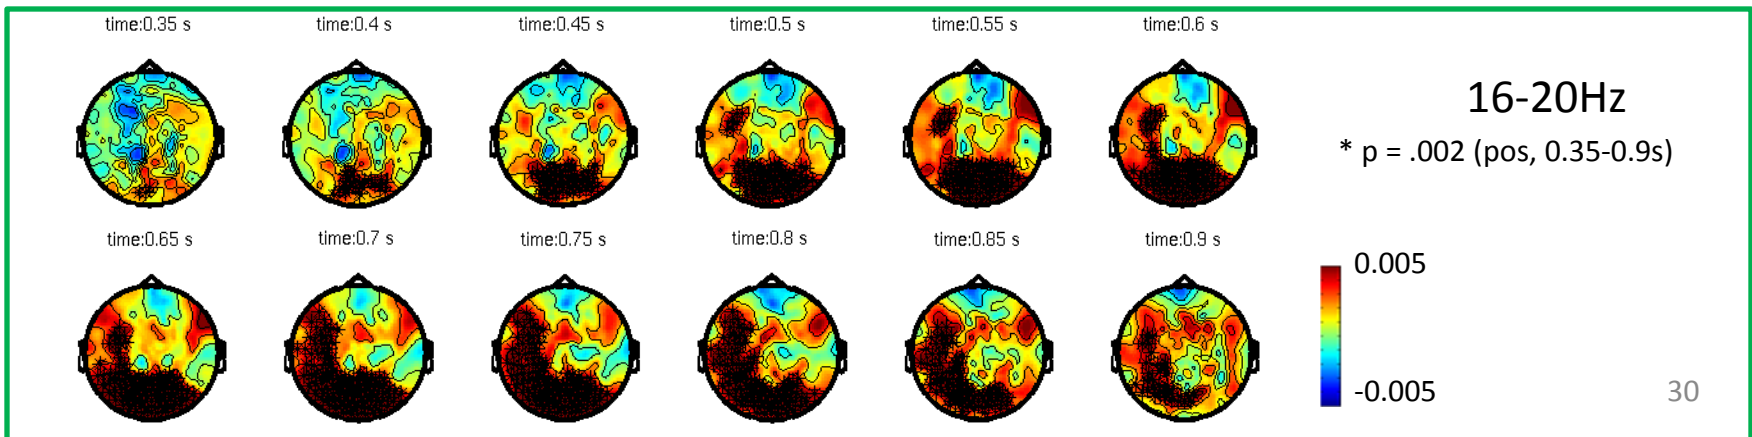 time:0.35 s
time:0.4 s
time:0.45 s
time:0.5 s
time:0.55 s
time:0.6 s
16-20Hz
* p = .002 (pos, 0.35-0.9s)
time:0.65 s
time:0.7 s
time:0.75 s
time:0.8 s
time:0.85 s
time:0.9 s
0.005
-0.005
30